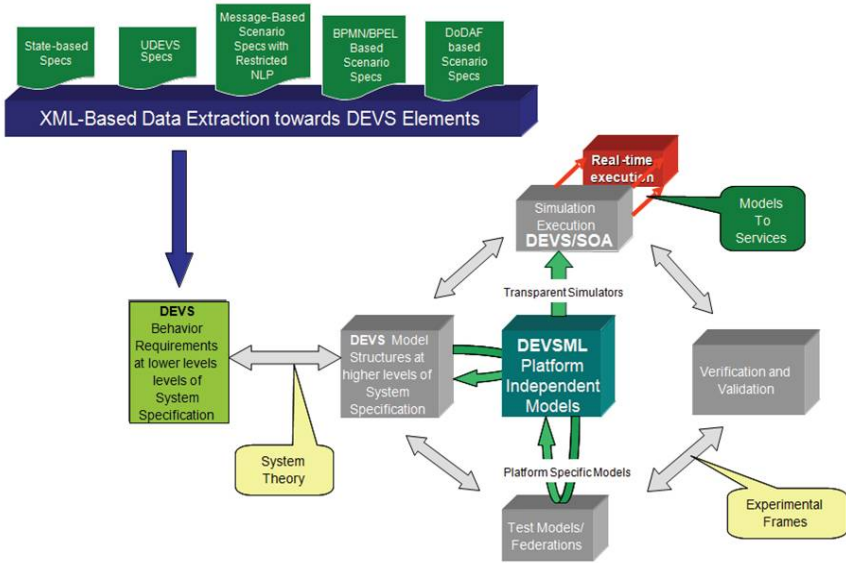 State-based
Specs
UDEVS
Specs
Message-Based
Scenario
Specs with
Restricted
NLP
BPMN/BPEL
Based
Scenario
Specs
DoDAF
based
Scenario
Specs
XML-Based Data Extraction towards DEVS Elements
Real-time
execution
Simulation
Execution
DEVS/SOA
Models
To
Services
Transparent Simulators
DEVS
Behavior
Requirements
at lower levels
levels of
System
Specification
DEVS Model
Structures at
higher levels of
System
Specification
DEVSML
Platform
Independent
Models
Verification and
Validation
System
Theory
Platform Specific Models
Experimental
Frames
Test Models/
Federations